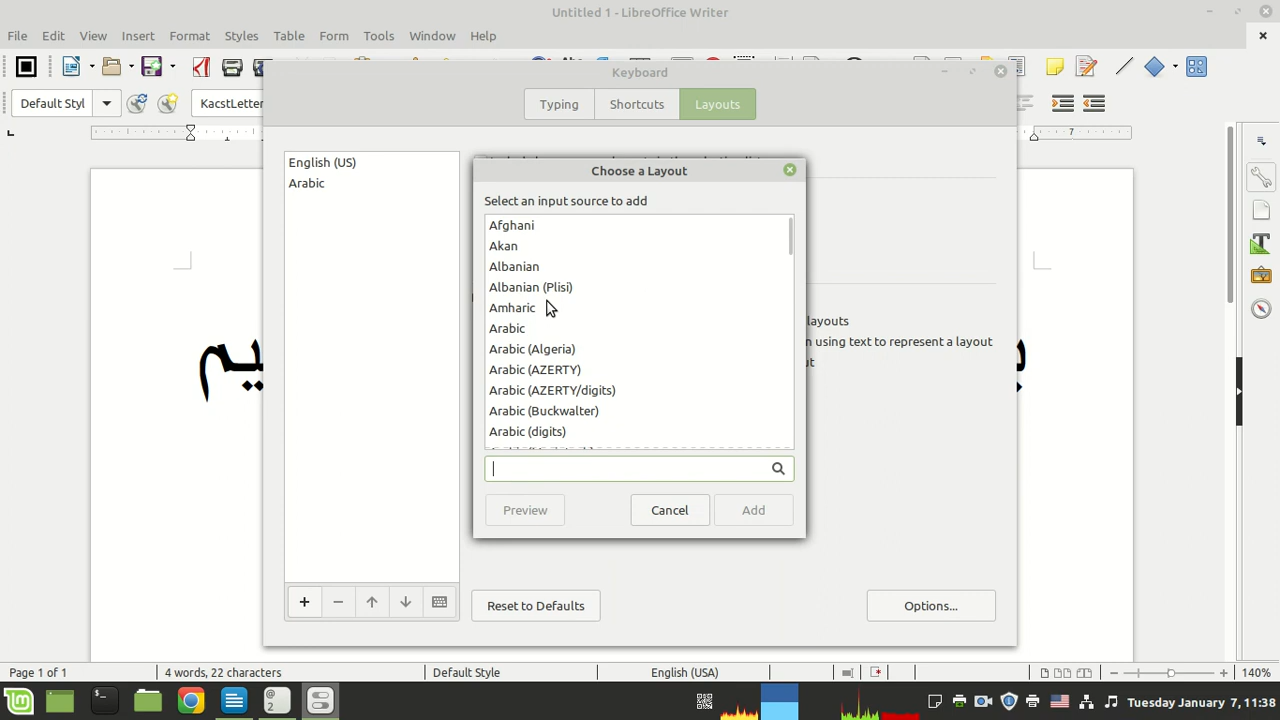 Untitled 1 - LibreOffice Writer
File Edit View Insert Format Styles Table Form Tools Window Help
Keyboard
Default Styl
KacstLetter
Typing Shortcuts Layouts
7
English (US)
Arabic
Choose a Layout
Select an input source to add
Afghani
Akan
Albanian
Albanian (Plisi)
Amharic
Arabic
Arabic (Algeria)
Arabic (AZERTY)
Arabic (AZERTY/digits)
Arabic (Buckwalter)
Arabic (digits)
layouts
n using text to represent a layout
Preview Cancel Add
Reset to Defaults Options...
Page 1 of 1 4 words, 22 characters Default Style English (USA) 140%
Tuesday January 7, 11:38